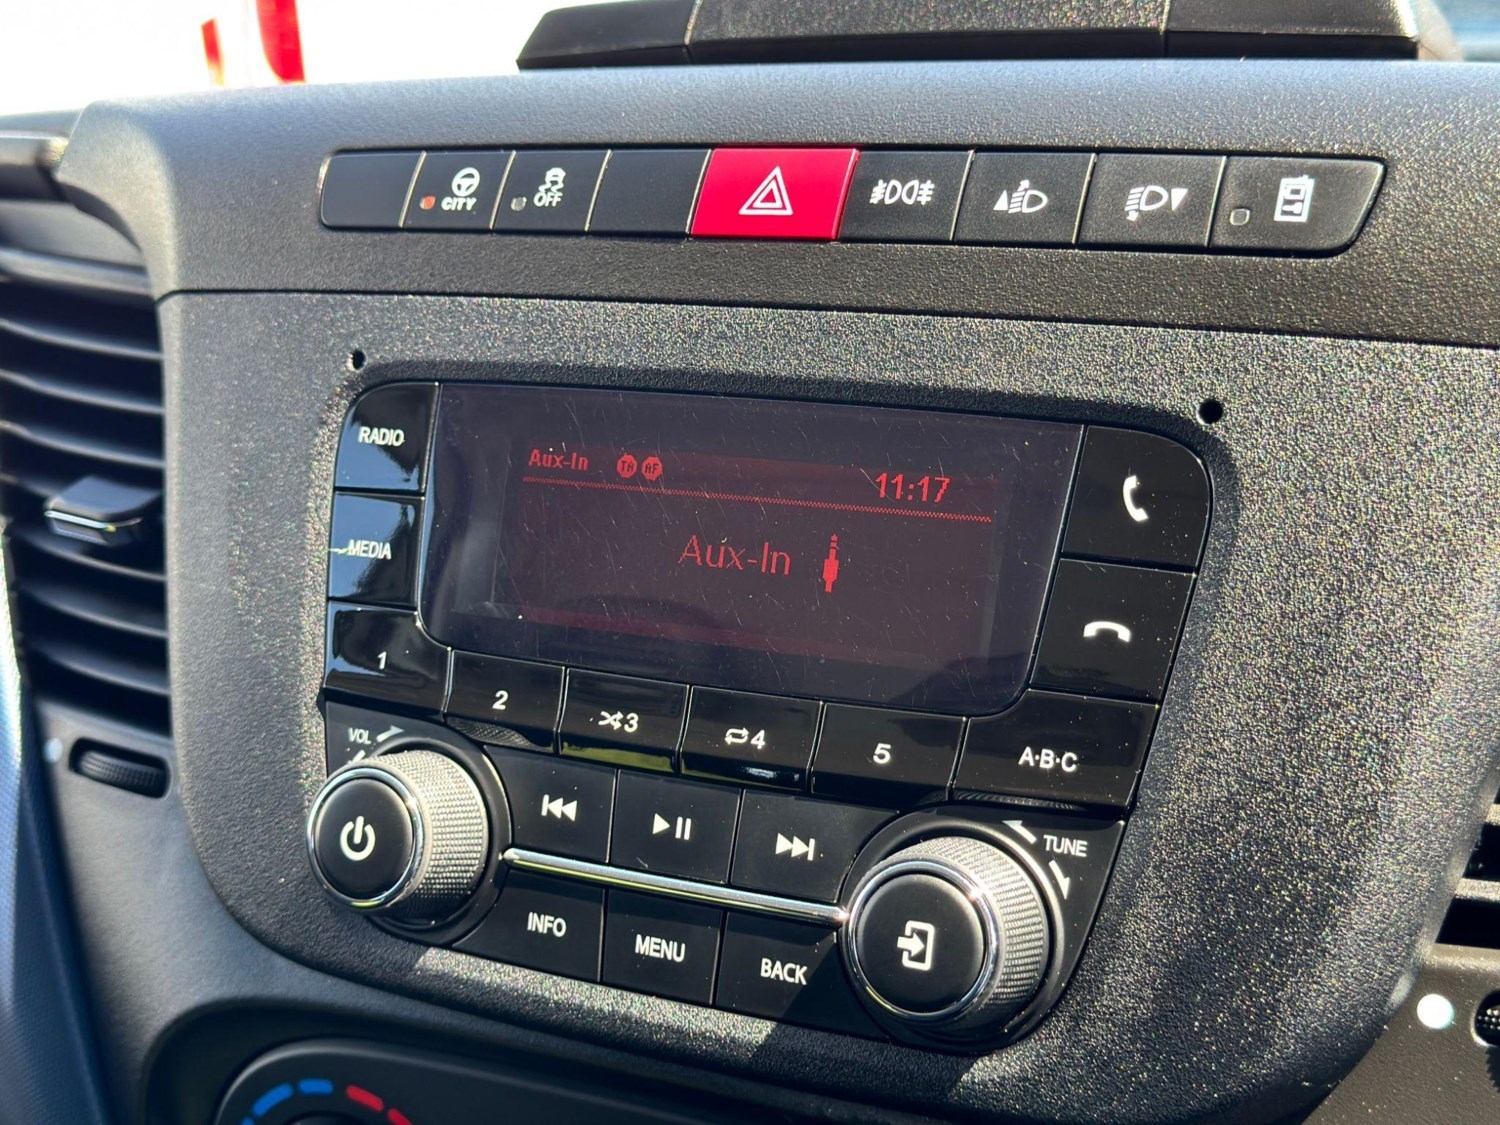 CITY
OFF
RADIO
MEDIA
Aux-In TA AF 11:17
Aux-In
1
2
3
4
5
A·B·C
VOL
TUNE
INFO
MENU
BACK